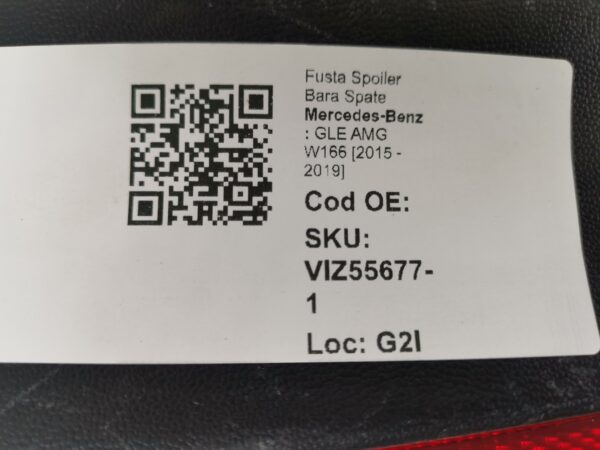 Fusta Spoiler
Bara Spate
Mercedes-Benz
: GLE AMG
W166 [2015 -
2019]
Cod OE:
SKU:
VIZ55677-
1
Loc: G2I